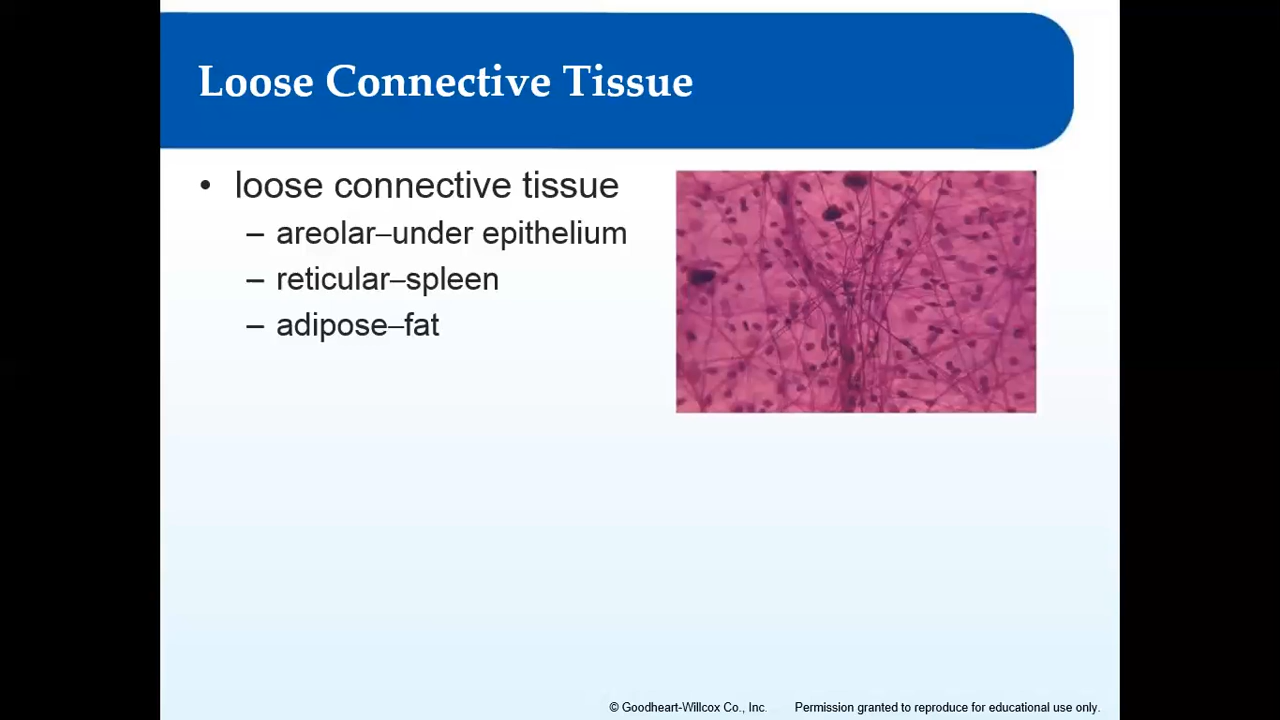 Loose Connective Tissue
• loose connective tissue
– areolar–under epithelium
– reticular–spleen
– adipose–fat
© Goodheart-Willcox Co., Inc. Permission granted to reproduce for educational use only.